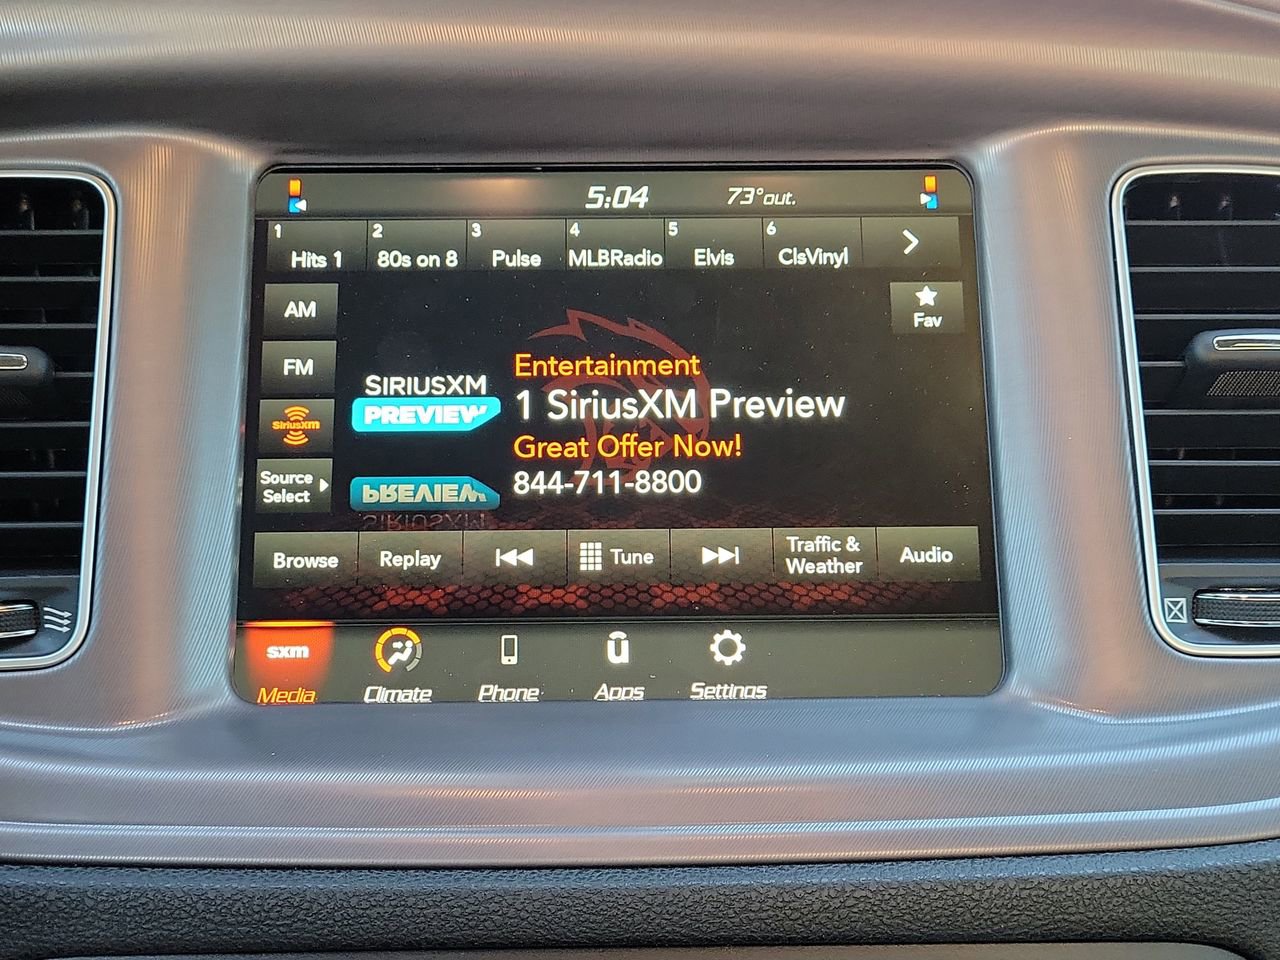 5:04 73°out.
1 2 3 4 5 6
Hits 1 80s on 8 Pulse MLBRadio Elvis ClsVinyl
AM
Fav
FM
Entertainment
SIRIUSXM
PREVIEW
1 SiriusXM Preview
SiriusXm
Great Offer Now!
Source
Select
844-711-8800
PREVIEW
SIRIUSXM
Browse Replay Tune Traffic &
Weather Audio
sxm
Media Climate Phone Apps Settings